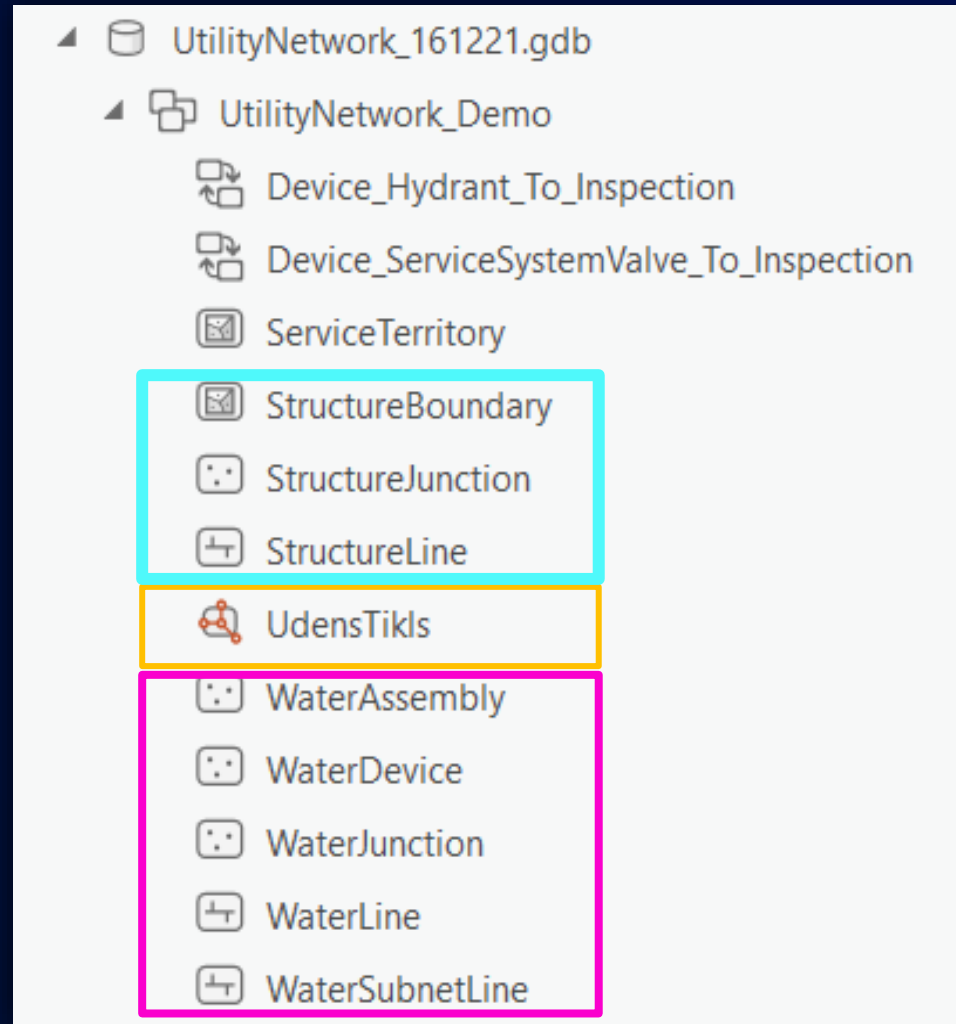 UtilityNetwork_161221.gdb
UtilityNetwork_Demo
Device_Hydrant_To_Inspection
Device_ServiceSystemValve_To_Inspection
ServiceTerritory
StructureBoundary
StructureJunction
StructureLine
UdensTikls
WaterAssembly
WaterDevice
WaterJunction
WaterLine
WaterSubnetLine